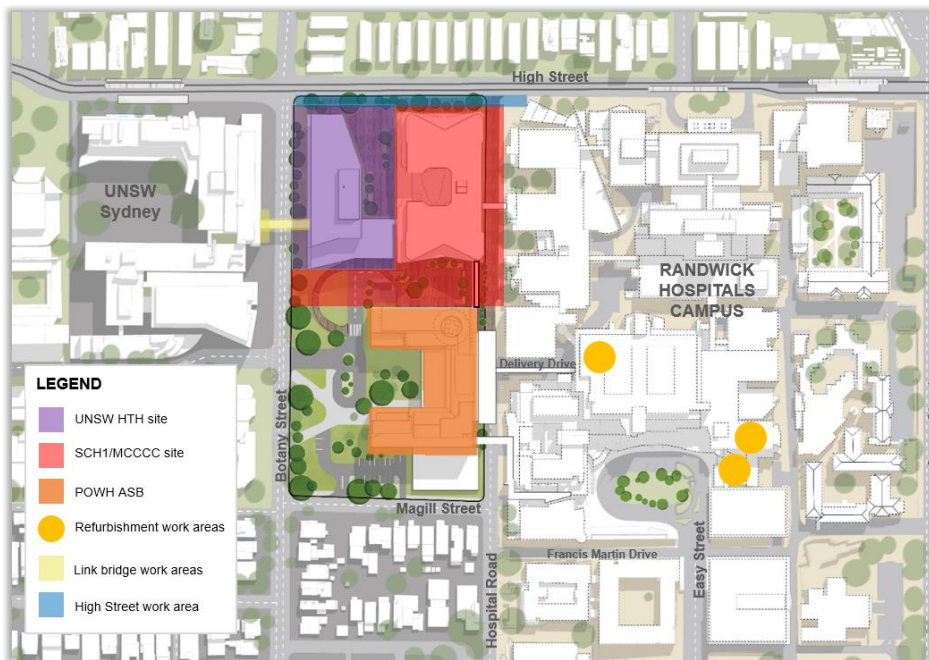 High Street
UNSW
Sydney
RANDWICK
HOSPITALS
CAMPUS
Delivery Drive
LEGEND
UNSW HTH site
SCH1/MCCCC site
POWH ASB
Refurbishment work areas
Link bridge work areas
High Street work area
Botany Street
Magill Street
Hospital Road
Francis Martin Drive
Easy Street